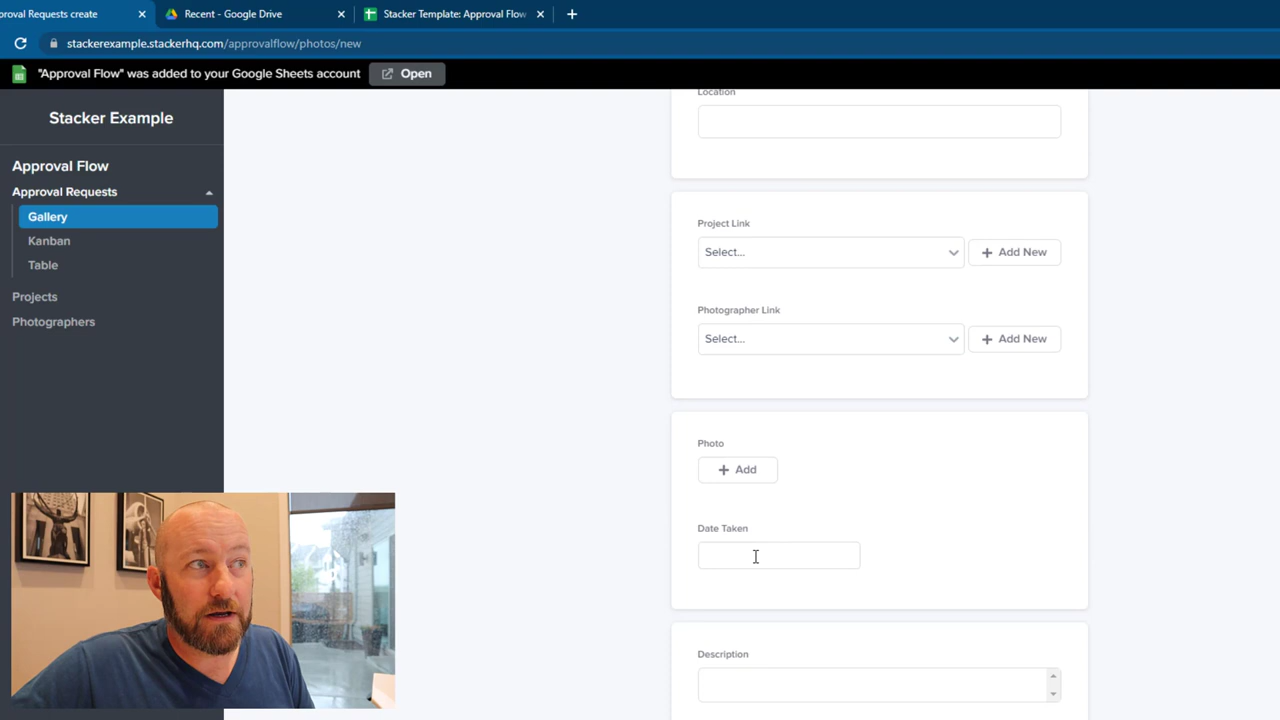 pproval Requests create
Recent - Google Drive
Stacker Template: Approval Flow
stackerexample.stackerhq.com/approvalflow/photos/new
"Approval Flow" was added to your Google Sheets account
Open
Stacker Example
Approval Flow
Approval Requests
Gallery
Kanban
Table
Projects
Photographers
Location
Project Link
Select...
+ Add New
Photographer Link
Select...
+ Add New
Photo
+ Add
Date Taken
Description